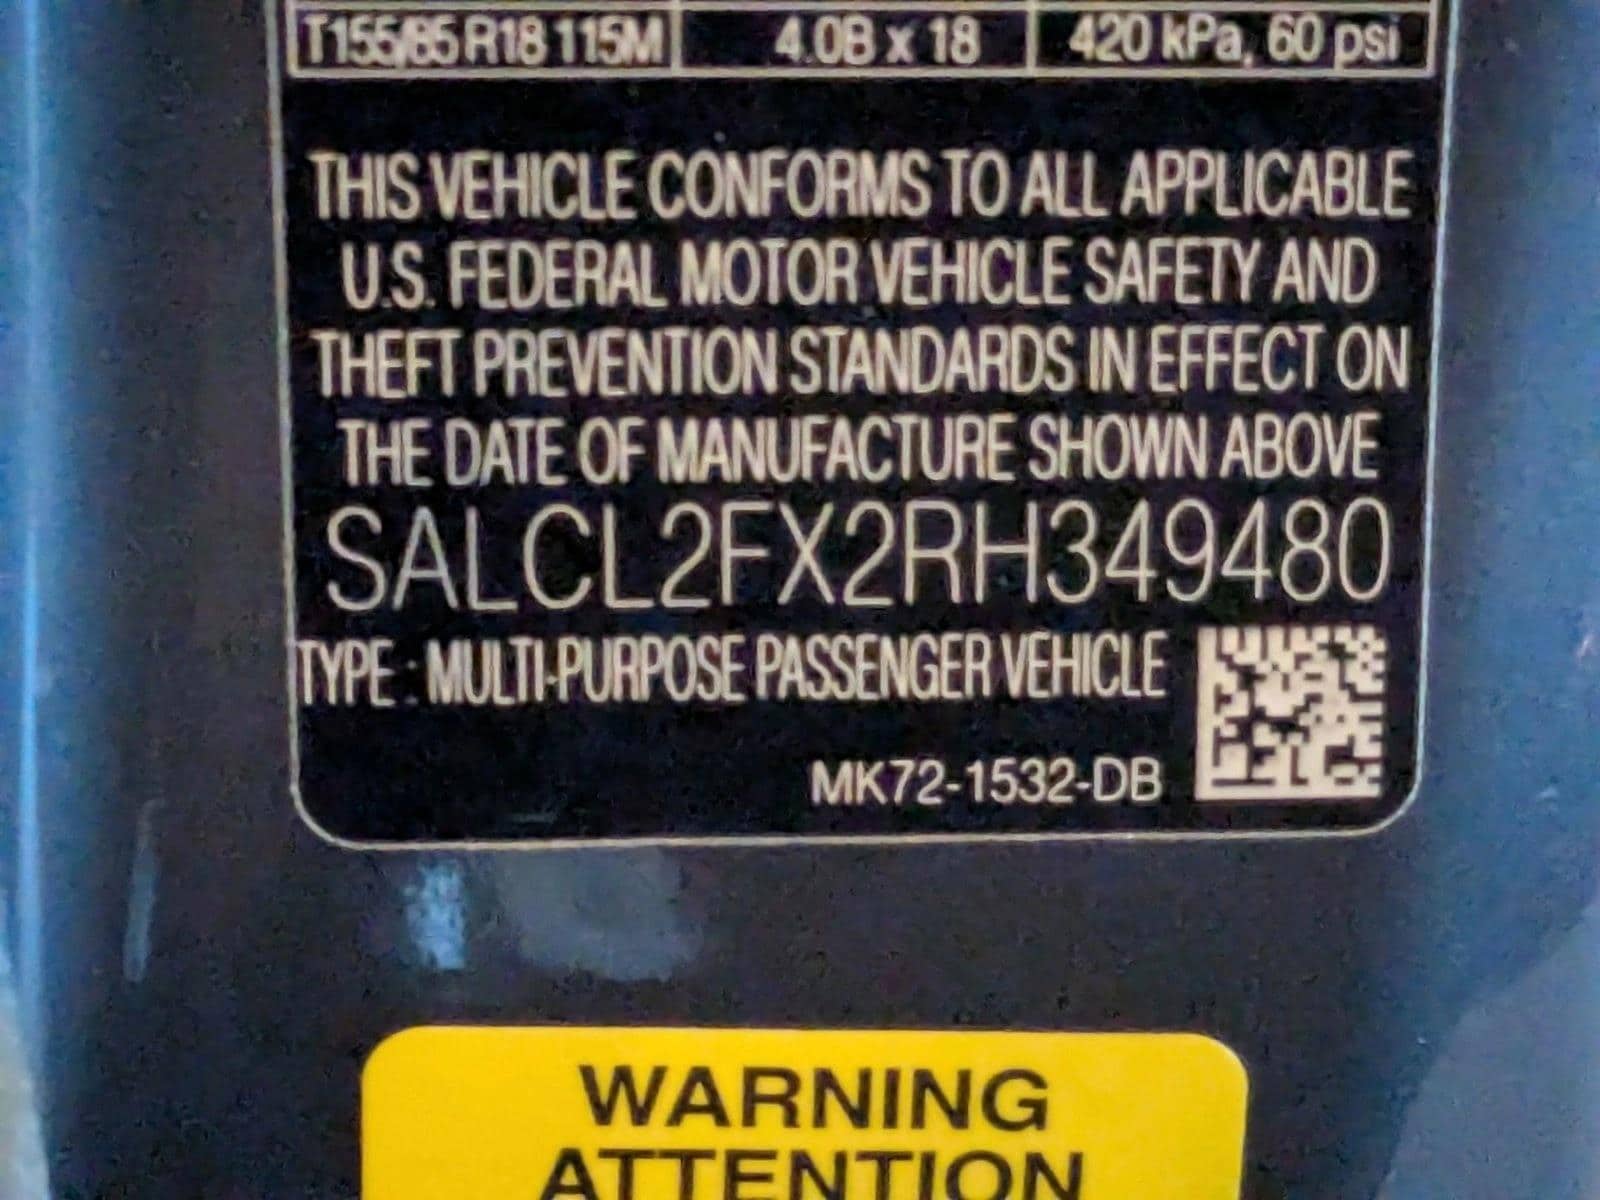 T155/85 R18 115M 4.0B x 18 420 kPa, 60 psi
THIS VEHICLE CONFORMS TO ALL APPLICABLE
U.S. FEDERAL MOTOR VEHICLE SAFETY AND
THEFT PREVENTION STANDARDS IN EFFECT ON
THE DATE OF MANUFACTURE SHOWN ABOVE
SALCL2FX2RH349480
TYPE : MULTI-PURPOSE PASSENGER VEHICLE
MK72-1532-DB
WARNING
ATTENTION